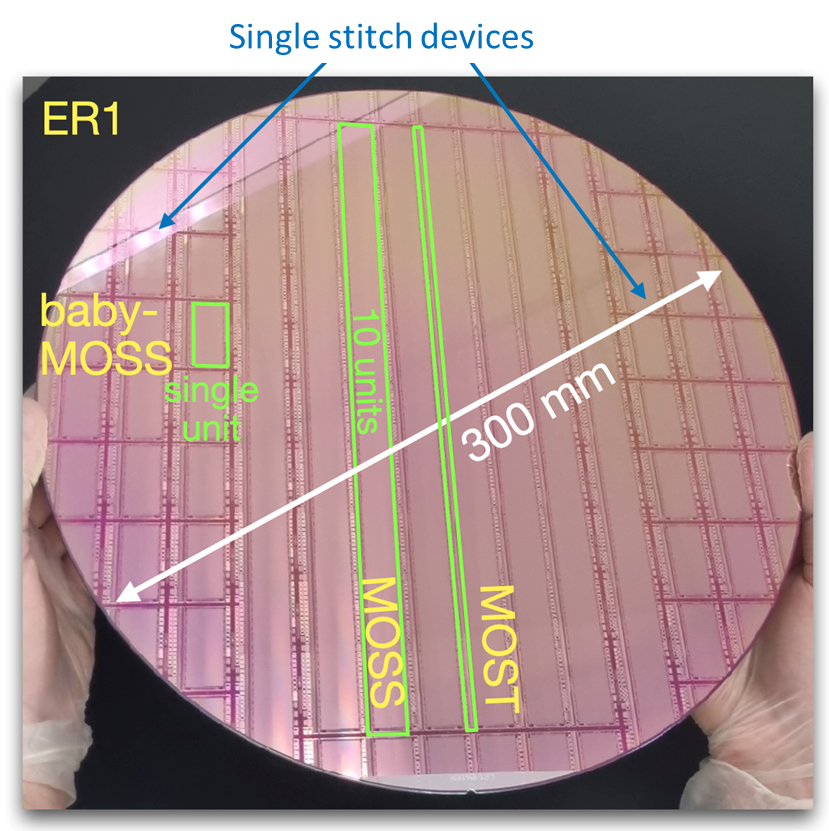 Single stitch devices
ER1
baby-
MOSS
single
unit
10 units
300 mm
MOSS
MOST